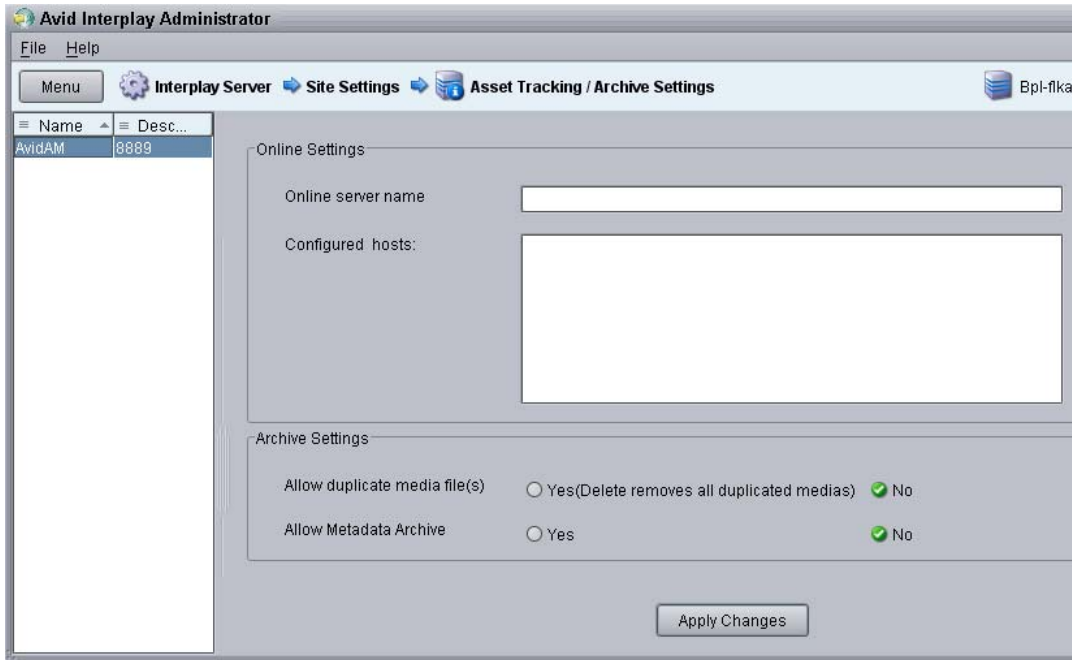 Avid Interplay Administrator
File Help
Menu Interplay Server Site Settings Asset Tracking / Archive Settings Bpl-flka
Name Desc...
AvidAM 8889
Online Settings
Online server name
Configured hosts:
Archive Settings
Allow duplicate media file(s) Yes(Delete removes all duplicated medias) No
Allow Metadata Archive Yes No
Apply Changes